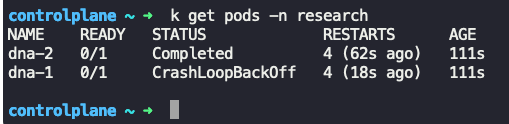 controlplane ~ ➜  k get pods -n research
NAME    READY   STATUS             RESTARTS      AGE
dna-2   0/1     Completed          4 (62s ago)   111s
dna-1   0/1     CrashLoopBackOff   4 (18s ago)   111s
controlplane ~ ➜